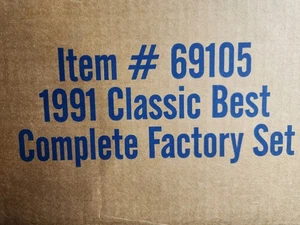 Item # 69105
1991 Classic Best
Complete Factory Set